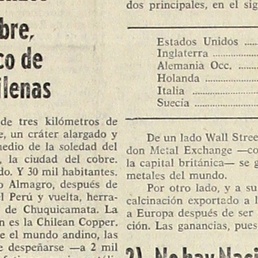 bre,
co de
ilenas
de tres kilómetros de
e, un cráter alargado y
medio de la soledad del
, la ciudad del cobre.
do. Y 30 mil habitantes.
o Almagro, después de
l Perú y vuelta, herra-
de Chuquicamata. La
n es la Chilean Copper.
e el mundo andino, las
e despeñarse —a 2 mil
dos principales, en el sig
Estados Unidos
Inglaterra
Alemania Occ.
Holanda
Italia
Suecia
De un lado Wall Stree
don Metal Exchange —co
la capital británica— se g
metales del mundo.
Por otro lado, y a su
calcinación exportado a l
a Europa después de ser
ción. Las ganancias, pues
2) No hay Naci